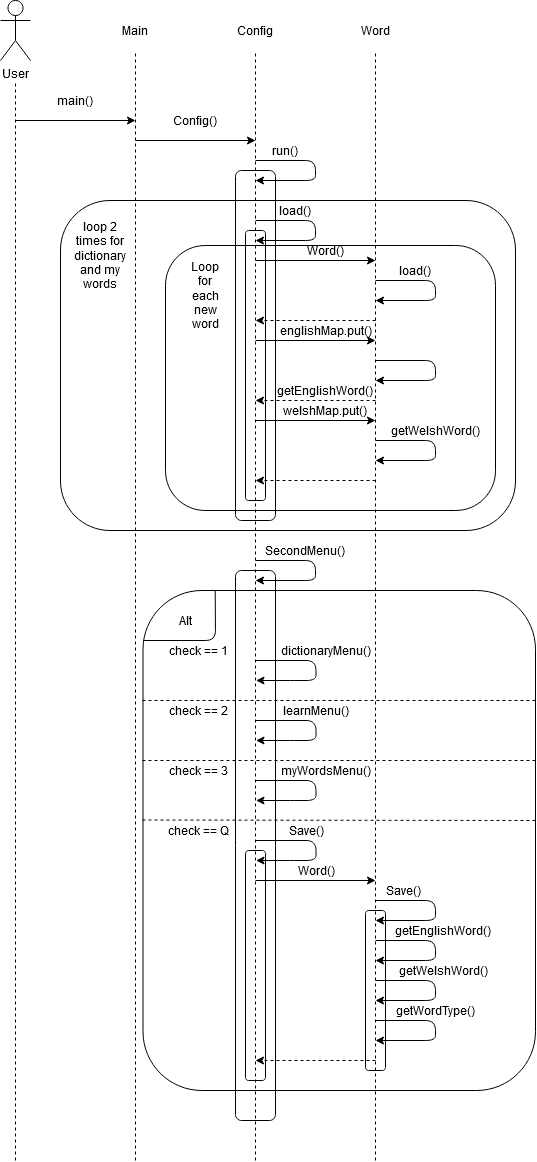 Main
Config
Word
User
main()
Config()
run()
load()
loop 2
times for
dictionary
and my
words
Word()
Loop
for
each
new
word
load()
englishMap.put()
getEnglishWord()
welshMap.put()
getWelshWord()
SecondMenu()
Alt
check == 1
dictionaryMenu()
check == 2
learnMenu()
check == 3
myWordsMenu()
check == Q
Save()
Word()
Save()
getEnglishWord()
getWelshWord()
getWordType()